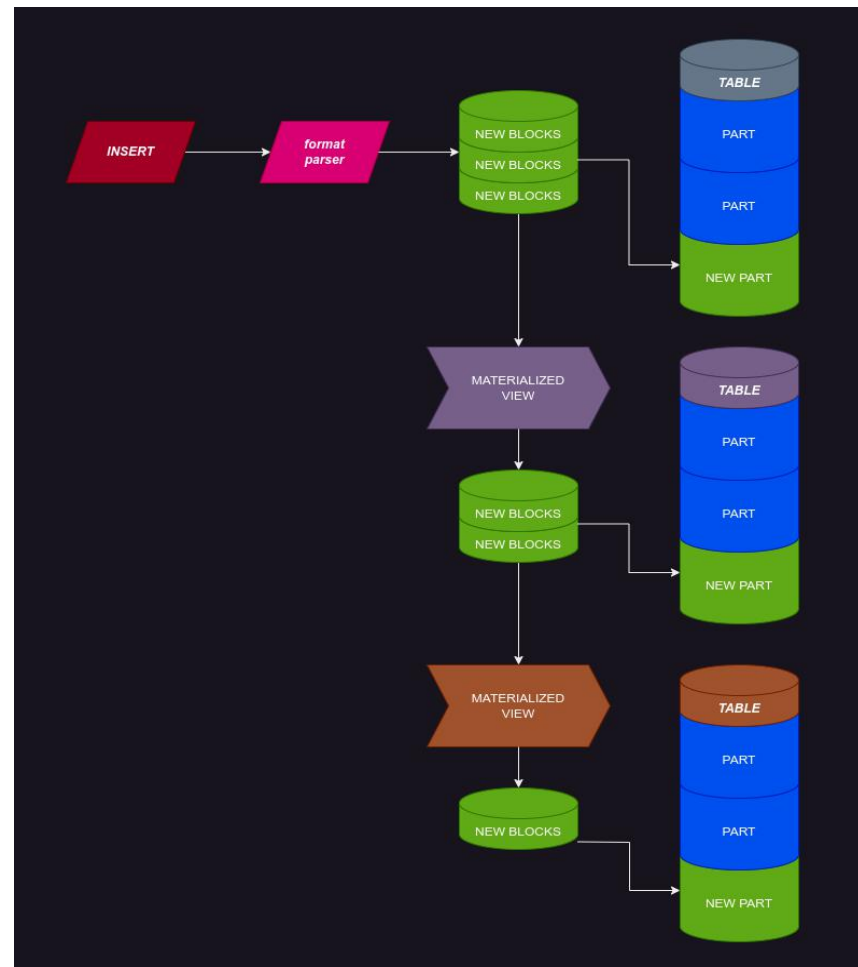 INSERT
format
parser
NEW BLOCKS
NEW BLOCKS
NEW BLOCKS
TABLE
PART
PART
NEW PART
MATERIALIZED
VIEW
NEW BLOCKS
NEW BLOCKS
TABLE
PART
PART
NEW PART
MATERIALIZED
VIEW
NEW BLOCKS
TABLE
PART
PART
NEW PART